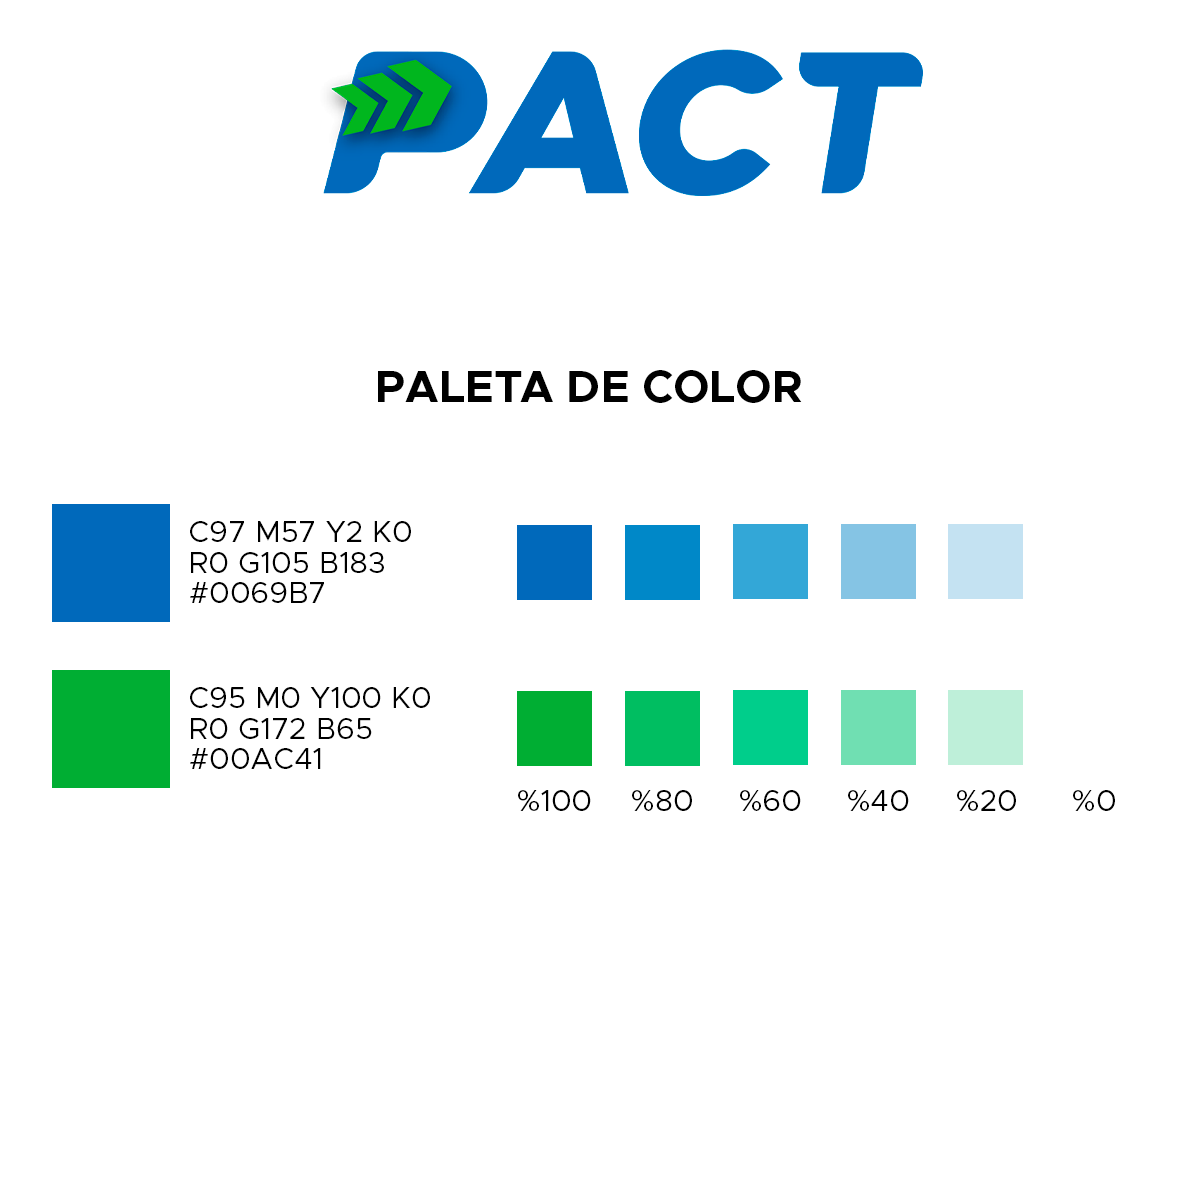 PACT
PALETA DE COLOR
C97 M57 Y2 K0
R0 G105 B183
#0069B7
C95 M0 Y100 K0
R0 G172 B65
#00AC41
%100 %80 %60 %40 %20 %0